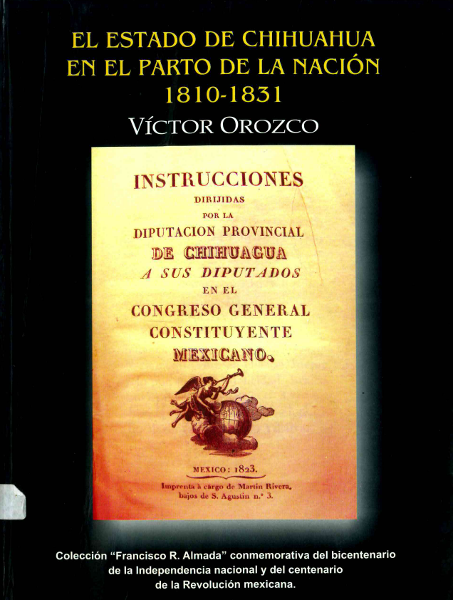 EL ESTADO DE CHIHUAHUA
EN EL PARTO DE LA NACIÓN
1810-1831
VÍCTOR OROZCO
INSTRUCCIONES
DIRIJIDAS
POR LA
DIPUTACION PROVINCIAL
DE CHIHUAGUA
A SUS DIPUTADOS
EN EL
CONGRESO GENERAL
CONSTITUYENTE
MEXICANO.
MEXICO: 1823.
Imprenta á cargo de Martin Rivera,
bajos de S. Agustin n.º 3.
Colección “Francisco R. Almada” conmemorativa del bicentenario
de la Independencia nacional y del centenario
de la Revolución mexicana.